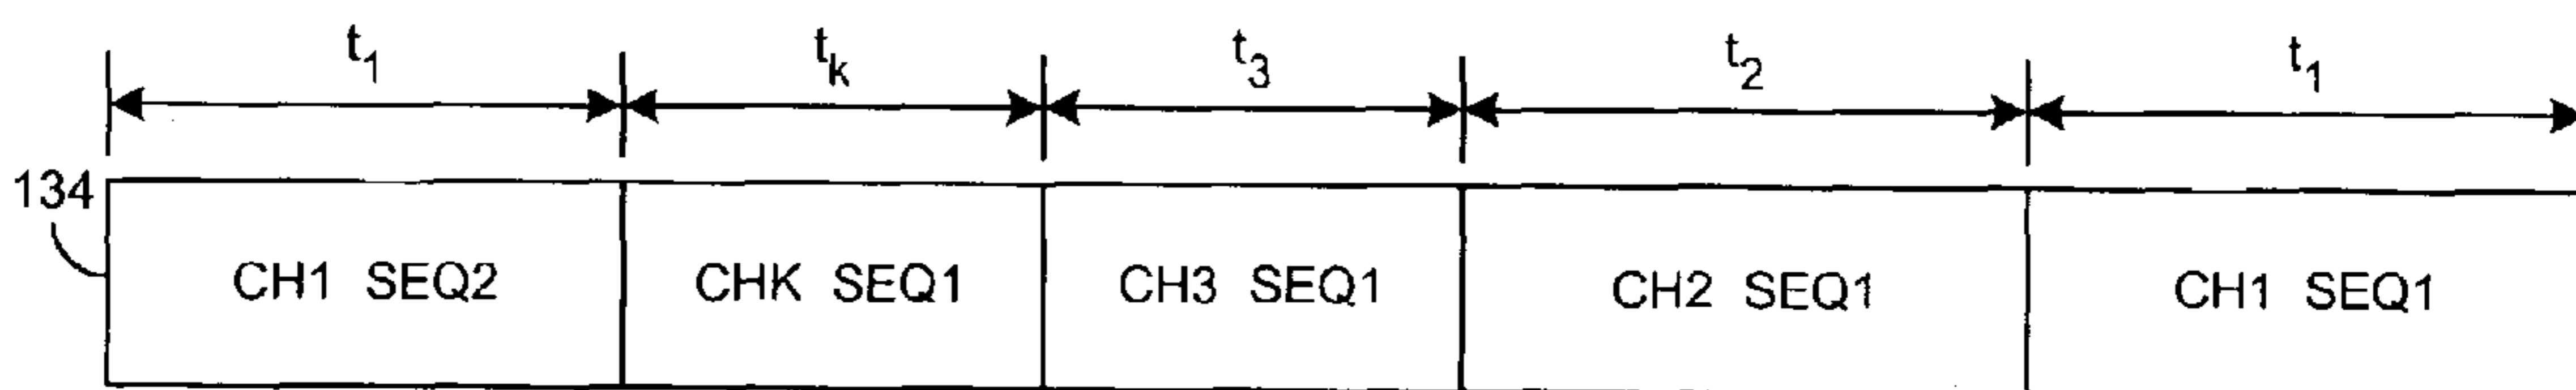 t₁ tₖ t₃ t₂ t₁
134
CH1 SEQ2 CHK SEQ1 CH3 SEQ1 CH2 SEQ1 CH1 SEQ1